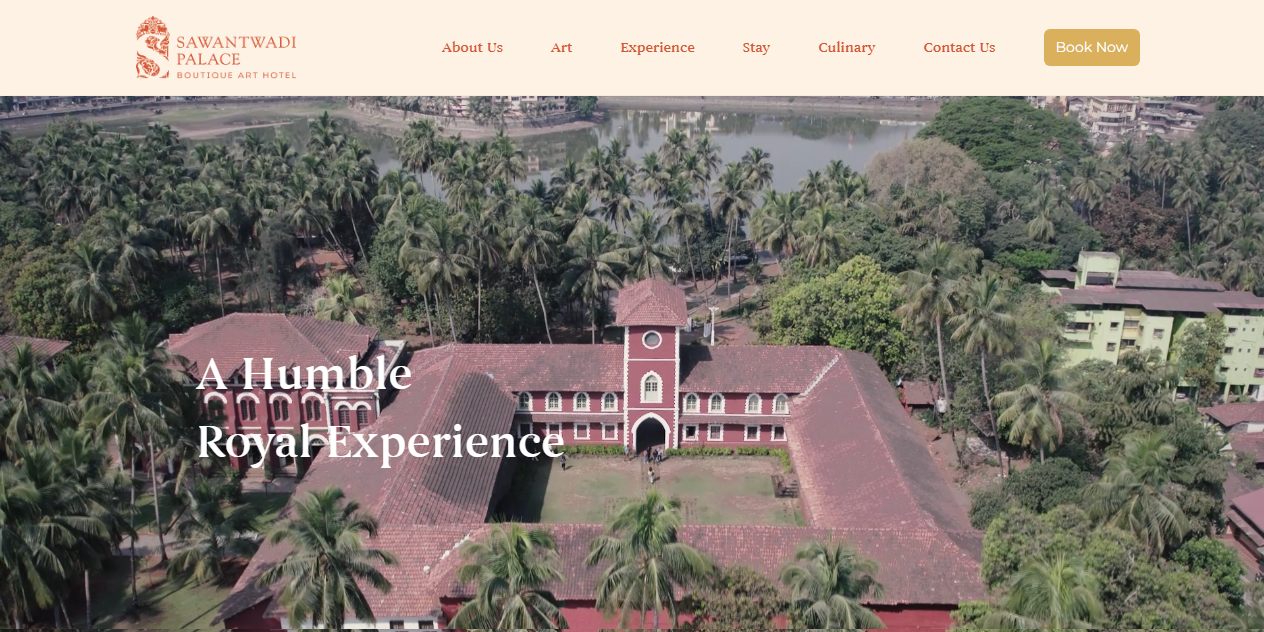 SAWANTWADI
PALACE
BOUTIQUE ART HOTEL
About Us
Art
Experience
Stay
Culinary
Contact Us
Book Now
A Humble
Royal Experience